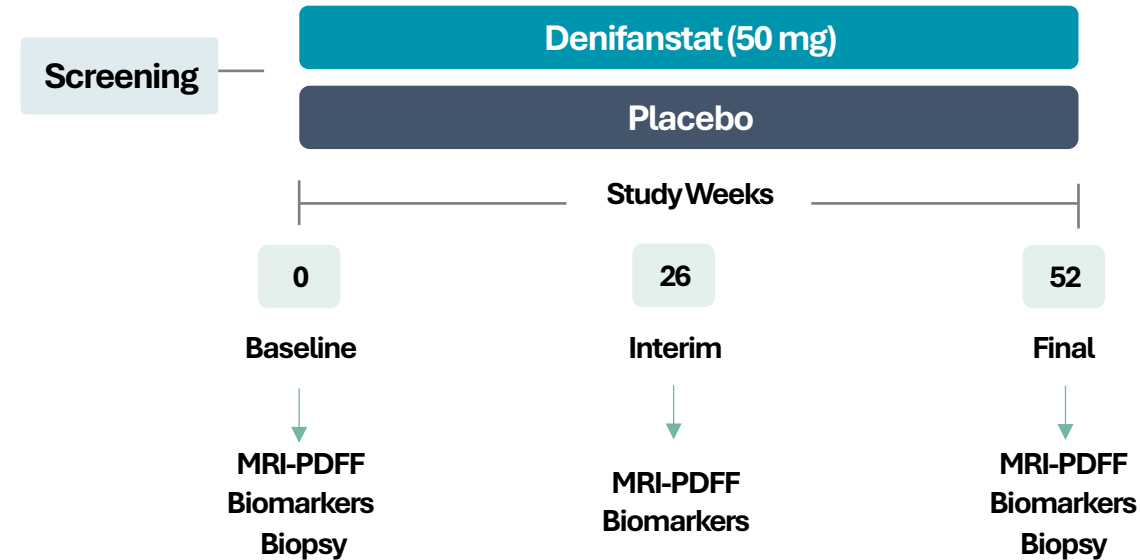 Denifanstat (50 mg)
Screening
Placebo
Study Weeks
0
26
52
Baseline
Interim
Final
MRI-PDFF
Biomarkers
Biopsy
MRI-PDFF
Biomarkers
MRI-PDFF
Biomarkers
Biopsy